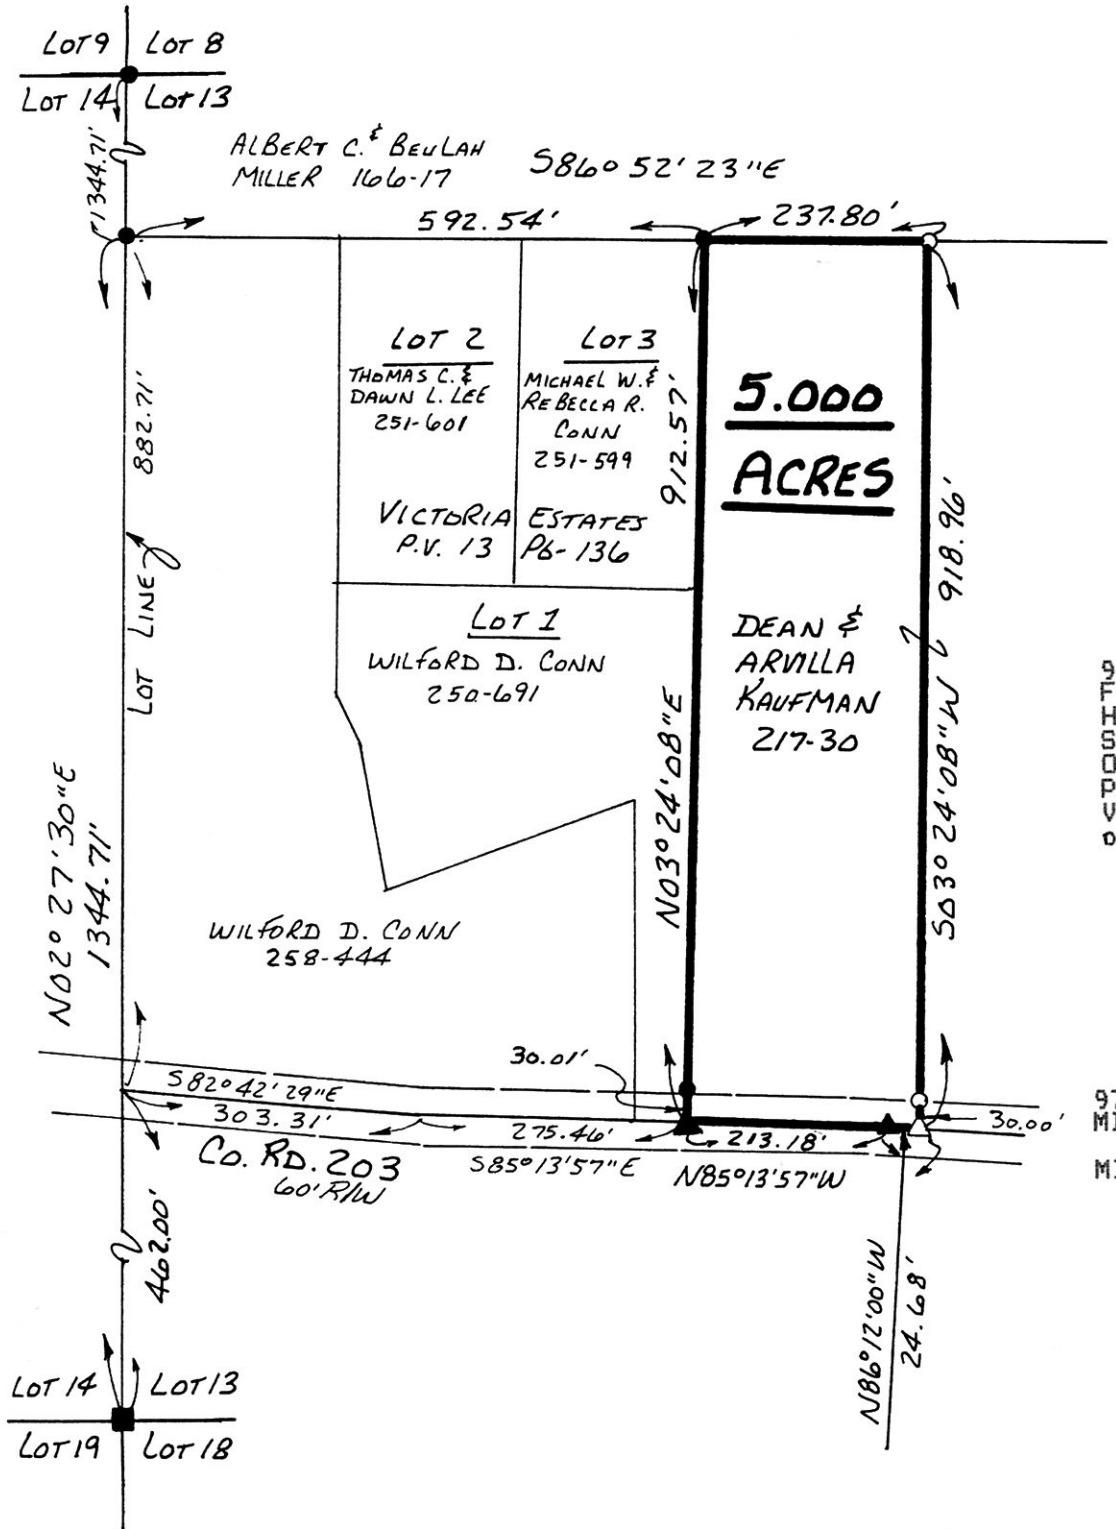 LOT 9 LOT 8
LOT 14 LOT 13
1344.71'
ALBERT C. & BEULAH
MILLER 166-17
S86° 52' 23"E
592.54'
237.80'
LOT 2
THOMAS C. &
DAWN L. LEE
251-601
LOT 3
MICHAEL W. &
REBECCA R.
CONN
251-599
VICTORIA ESTATES
P.V. 13 PG-136
882.71'
LOT LINE
912.57'
5.000
ACRES
918.96'
LOT 1
WILFORD D. CONN
250-691
DEAN &
ARVILLA
KAUFMAN
217-30
N03° 24' 08"E
S03° 24' 08"W
N02° 27' 30"E
1344.71'
WILFORD D. CONN
258-444
9
F
H
S
O
P
V
30.01'
S82° 42' 29"E
303.31'
275.46'
213.18'
30.00'
CO. RD. 203
60' R/W
S85° 13' 57"E
N85° 13' 57"W
462.00'
N86° 12' 00"W
24.68'
LOT 14 LOT 13
LOT 19 LOT 18